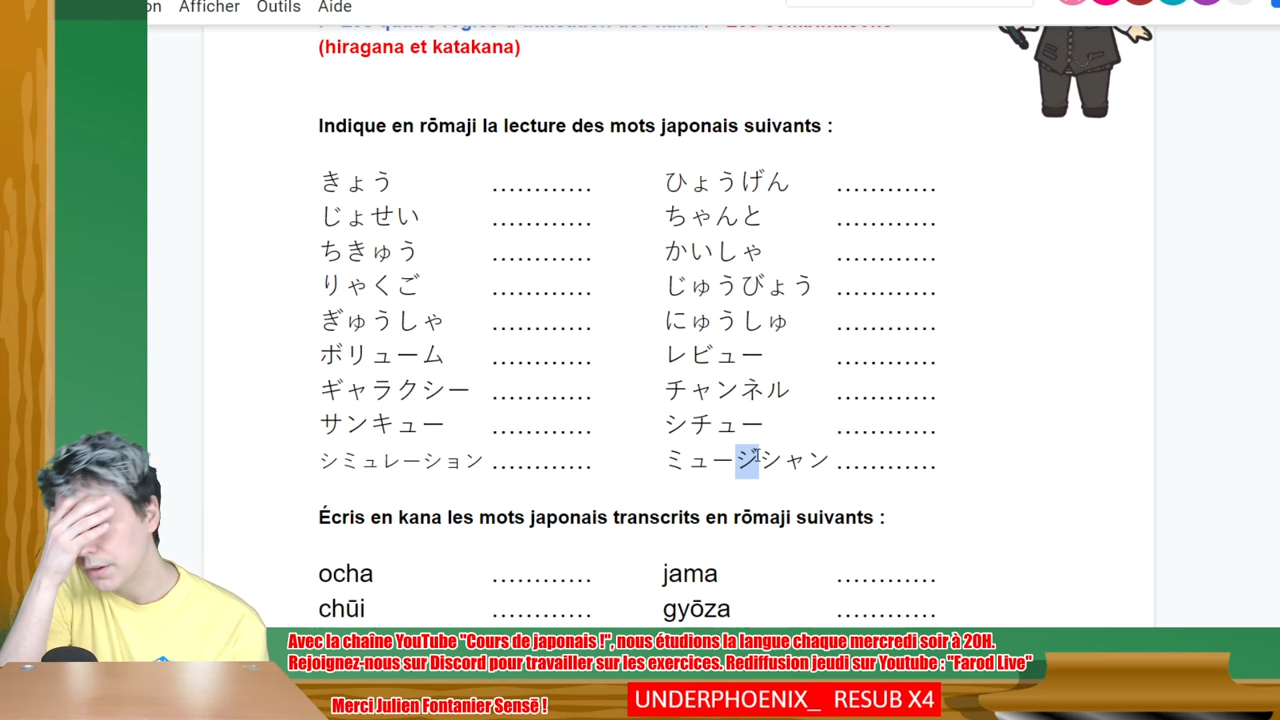 on Afficher Outils Aide
(hiragana et katakana)
Indique en rōmaji la lecture des mots japonais suivants :
きょう ………… ひょうげん …………
じょせい ………… ちゃんと …………
ちきゅう ………… かいしゃ …………
りゃくご ………… じゅうびょう …………
ぎゅうしゃ ………… にゅうしゅ …………
ボリューム ………… レビュー …………
ギャラクシー ………… チャンネル …………
サンキュー ………… シチュー …………
シミュレーション ………… ミュージシャン …………
Écris en kana les mots japonais transcrits en rōmaji suivants :
ocha ………… jama …………
chūi ………… gyōza …………
Avec la chaîne YouTube "Cours de japonais !", nous étudions la langue chaque mercredi soir à 20H.
Rejoignez-nous sur Discord pour travailler sur les exercices. Rediffusion jeudi sur Youtube : "Farod Live"
Merci Julien Fontanier Sensē !
UNDERPHOENIX_ RESUB X4